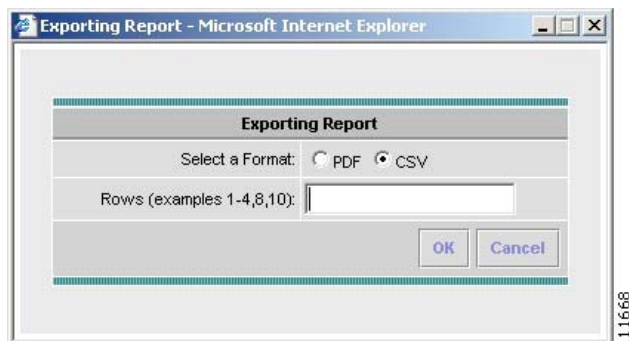 Exporting Report - Microsoft Internet Explorer
Exporting Report
Select a Format: PDF CSV
Rows (examples 1-4,8,10):
OK Cancel
11668